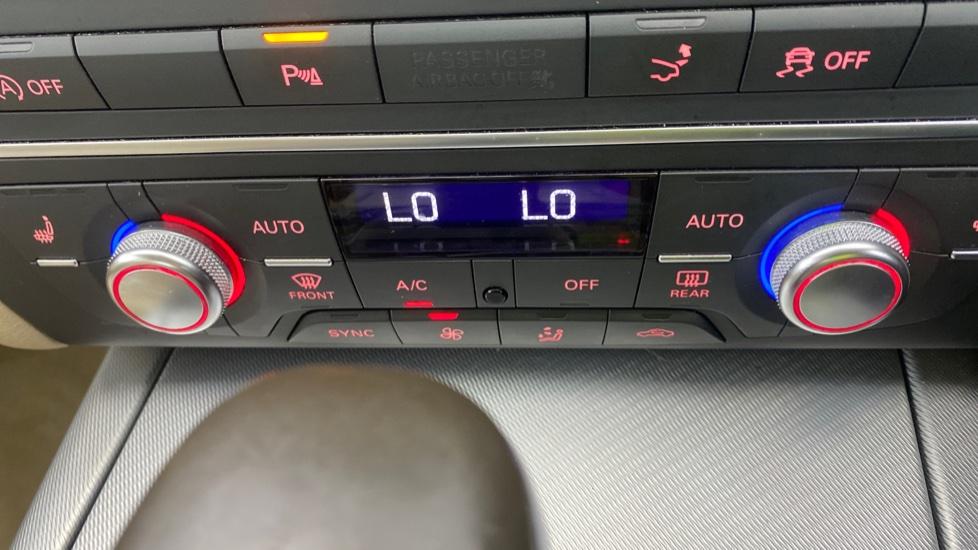 (A) OFF
P
PASSENGER
AIRBAG OFF
OFF
LO LO
AUTO
AUTO
FRONT
A/C
OFF
REAR
SYNC